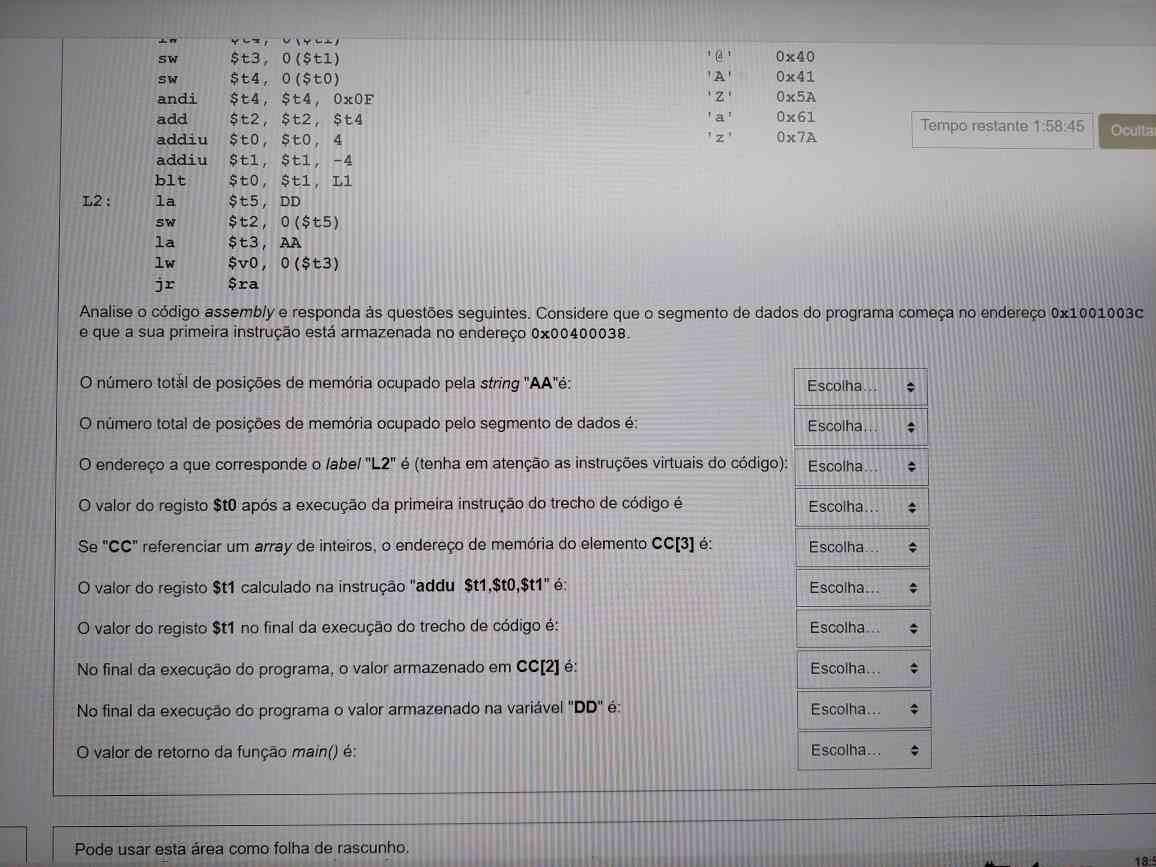 sw $t3, 0($t1)
sw $t4, 0($t0)
andi $t4, $t4, 0x0F
add $t2, $t2, $t4
addiu $t0, $t0, 4
addiu $t1, $t1, -4
blt $t0, $t1, L1
L2: la $t5, DD
sw $t2, 0($t5)
la $t3, AA
lw $v0, 0($t3)
jr $ra
'@' 0x40
'A' 0x41
'Z' 0x5A
'a' 0x61
'z' 0x7A
Tempo restante 1:58:45
Analise o código assembly e responda às questões seguintes. Considere que o segmento de dados do programa começa no endereço 0x1001003C
e que a sua primeira instrução está armazenada no endereço 0x00400038.
O número total de posições de memória ocupado pela string "AA"é: Escolha...
O número total de posições de memória ocupado pelo segmento de dados é: Escolha...
O endereço a que corresponde o label "L2" é (tenha em atenção as instruções virtuais do código): Escolha...
O valor do registo $t0 após a execução da primeira instrução do trecho de código é Escolha...
Se "CC" referenciar um array de inteiros, o endereço de memória do elemento CC[3] é: Escolha...
O valor do registo $t1 calculado na instrução "addu $t1,$t0,$t1" é: Escolha...
O valor do registo $t1 no final da execução do trecho de código é: Escolha...
No final da execução do programa, o valor armazenado em CC[2] é: Escolha...
No final da execução do programa o valor armazenado na variável "DD" é: Escolha...
O valor de retorno da função main() é: Escolha...
Pode usar esta área como folha de rascunho.